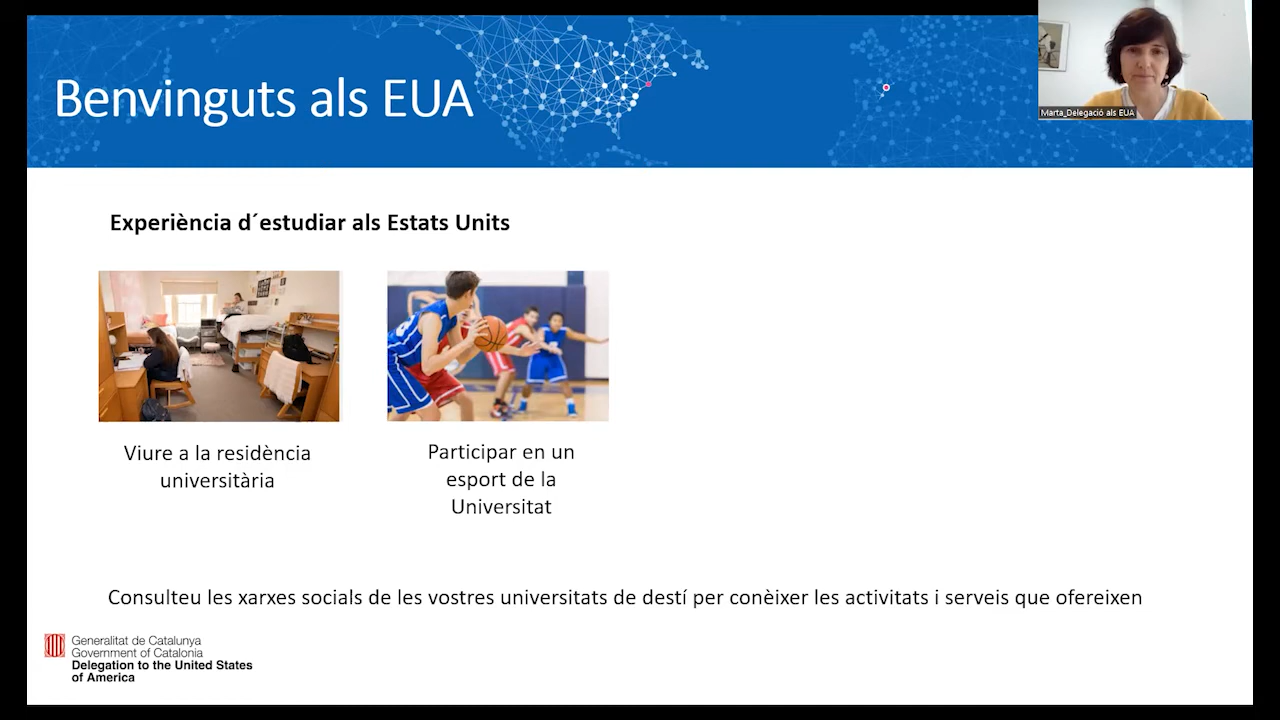 Benvinguts als EUA
Marta_Delegació als EUA
Experiència d´estudiar als Estats Units
Viure a la residència
universitària
Participar en un
esport de la
Universitat
Consulteu les xarxes socials de les vostres universitats de destí per conèixer les activitats i serveis que ofereixen
Generalitat de Catalunya
Government of Catalonia
Delegation to the United States
of America